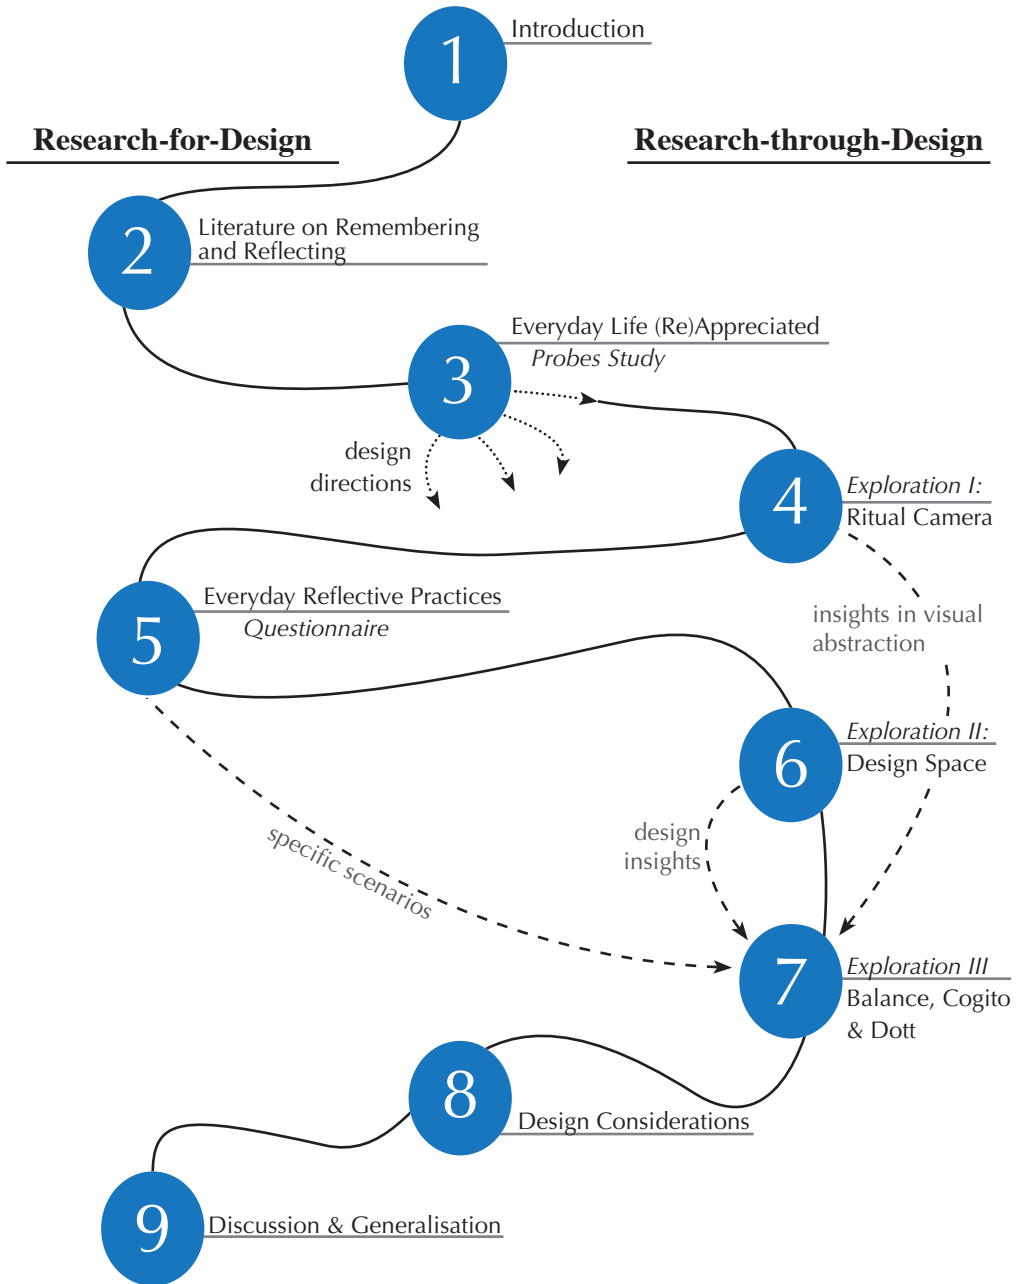 1
Introduction
Research-for-Design
Research-through-Design
2
Literature on Remembering
and Reflecting
3
Everyday Life (Re)Appreciated
Probes Study
design
directions
4
Exploration I:
Ritual Camera
5
Everyday Reflective Practices
Questionnaire
insights in visual
abstraction
6
Exploration II:
Design Space
design
insights
specific scenarios
7
Exploration III
Balance, Cogito
& Dott
8
Design Considerations
9
Discussion & Generalisation